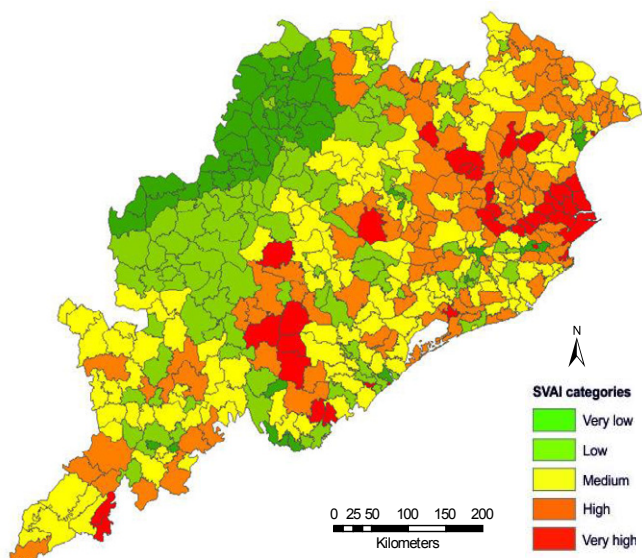 N
SVAI categories
Very low
Low
Medium
High
Very high
0 25 50 100 150 200
Kilometers